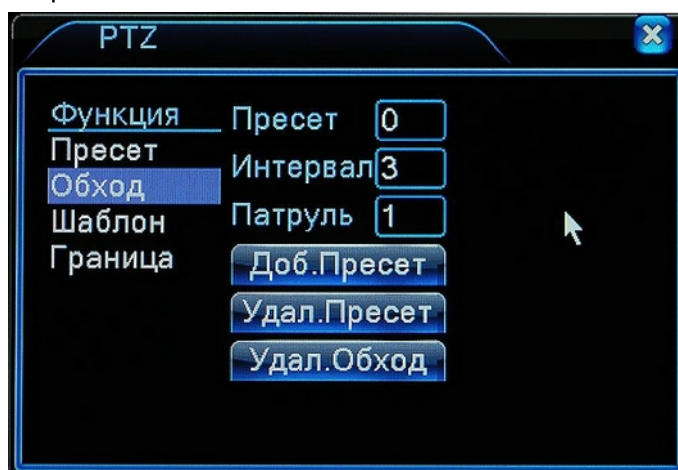 PTZ
Функция
Пресет
Обход
Шаблон
Граница
Пресет 0
Интервал 3
Патруль 1
Доб.Пресет
Удал.Пресет
Удал.Обход